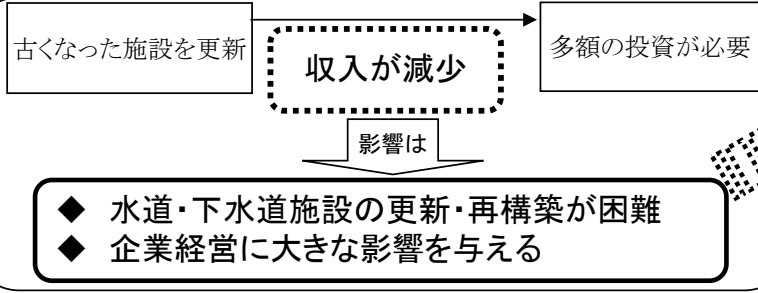 古くなった施設を更新
収入が減少
多額の投資が必要
影響は
◆ 水道・下水道施設の更新・再構築が困難
◆ 企業経営に大きな影響を与える